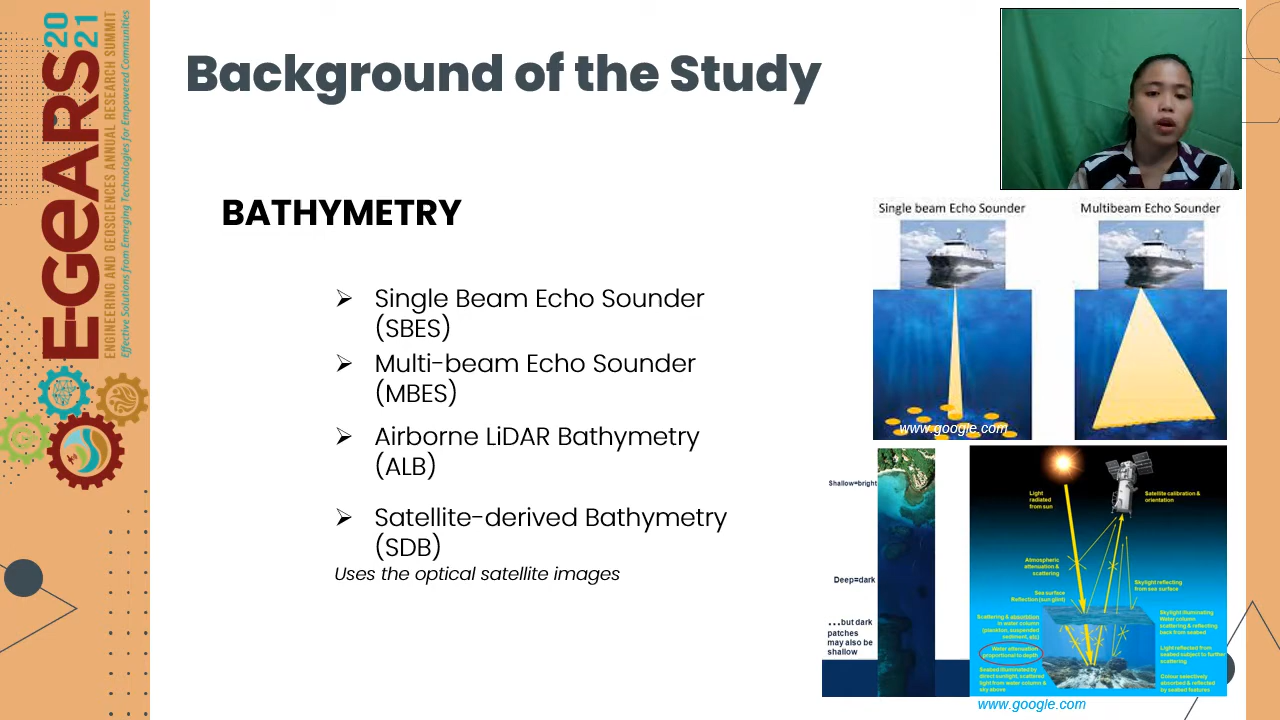 EGeARS 2021
ENGINEERING AND GEOSCIENCES ANNUAL RESEARCH SUMMIT
Effective Solutions from Emerging Technologies for Empowered Communities
Background of the Study
BATHYMETRY
➢ Single Beam Echo Sounder
(SBES)
➢ Multi-beam Echo Sounder
(MBES)
➢ Airborne LiDAR Bathymetry
(ALB)
➢ Satellite-derived Bathymetry
(SDB)
Uses the optical satellite images
Single beam Echo Sounder
Multibeam Echo Sounder
www.google.com
Shallow=bright
Deep=dark
...but dark
patches
may also be
shallow
Light
radiated
from sun
Satellite calibration &
orientation
Atmospheric
attenuation &
scattering
Sea surface
Reflection (sun glint)
Skylight reflecting
from sea surface
Scattering & absorbtion
in water column
(plankton, suspended
sediment, etc)
Water attenuation
proportional to depth
Seabed illuminated by
direct sunlight, scattered
light from water column &
sky above
Skylight illuminating
Water column
scattering & reflecting
back from seabed
Light reflected from
seabed subject to further
scattering
Colour selectively
absorbed & reflected
by seabed features
www.google.com